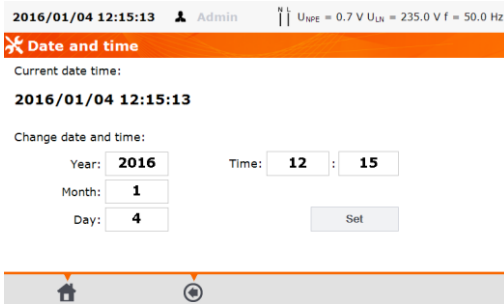 2016/01/04 12:15:13 Admin N L UNPE = 0.7 V ULN = 235.0 V f = 50.0 Hz
Date and time
Current date time:
2016/01/04 12:15:13
Change date and time:
Year: 2016 Time: 12 : 15
Month: 1
Day: 4 Set